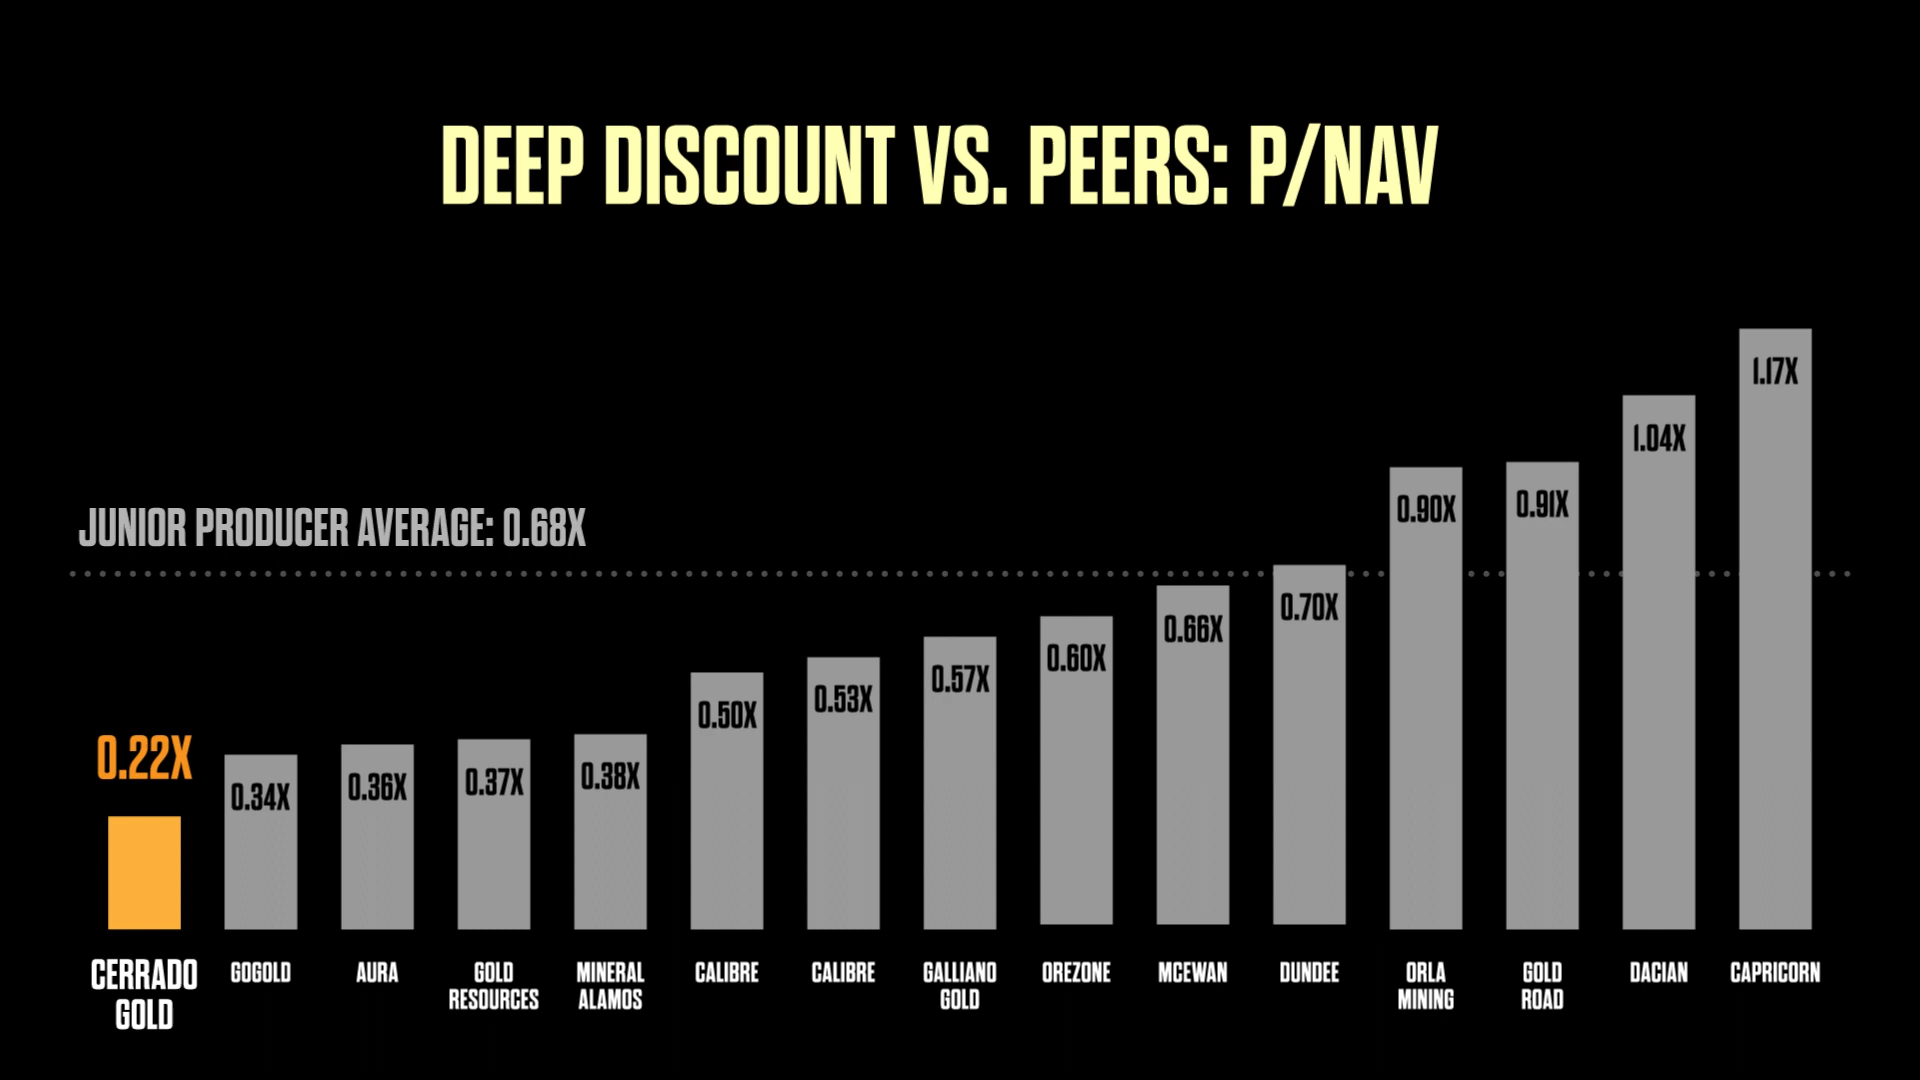 DEEP DISCOUNT VS. PEERS: P/NAV
JUNIOR PRODUCER AVERAGE: 0.68X
0.22X
0.34X
0.36X
0.37X
0.38X
0.50X
0.53X
0.57X
0.60X
0.66X
0.70X
0.90X
0.91X
1.04X
1.17X
CERRADO
GOLD
GOGOLD
AURA
GOLD
RESOURCES
MINERAL
ALAMOS
CALIBRE
CALIBRE
GALLIANO
GOLD
OREZONE
MCEWAN
DUNDEE
ORLA
MINING
GOLD
ROAD
DACIAN
CAPRICORN